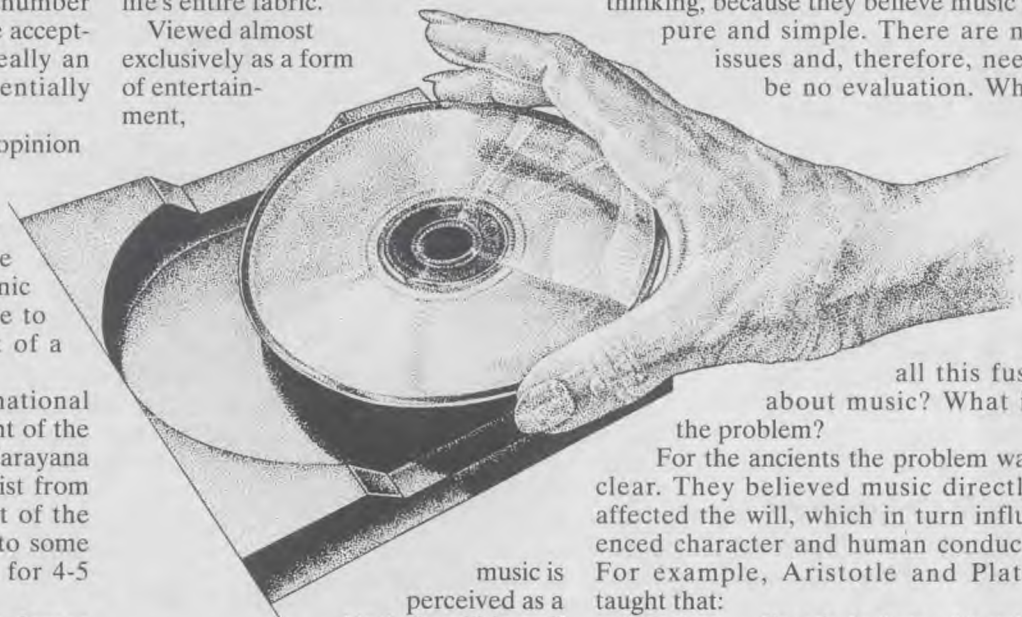 number
e accept-
eally an
entially
opinion
e
nic
e to
t of a
national
nt of the
arayana
ist from
t of the
to some
for 4-5
life's entire fabric.
Viewed almost
exclusively as a form
of entertain-
ment,
music is
perceived as a
thinking, because they believe music
pure and simple. There are n
issues and, therefore, nee
be no evaluation. Wh
all this fus
about music? What i
the problem?
For the ancients the problem wa
clear. They believed music directl
affected the will, which in turn influ
enced character and human conduc
For example, Aristotle and Plat
taught that: